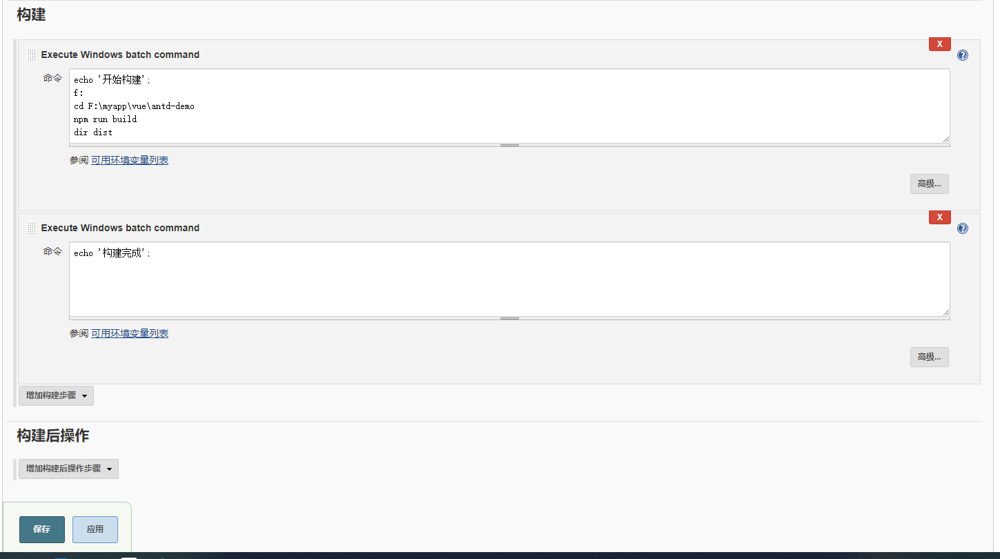 构建
X
Execute Windows batch command
?
命令
echo '开始构建';
f:
cd F:\myapp\vue\antd-demo
npm run build
dir dist
参阅 可用环境变量列表
高级...
X
Execute Windows batch command
?
命令
echo '构建完成';
参阅 可用环境变量列表
高级...
增加构建步骤
构建后操作
增加构建后操作步骤
保存
应用